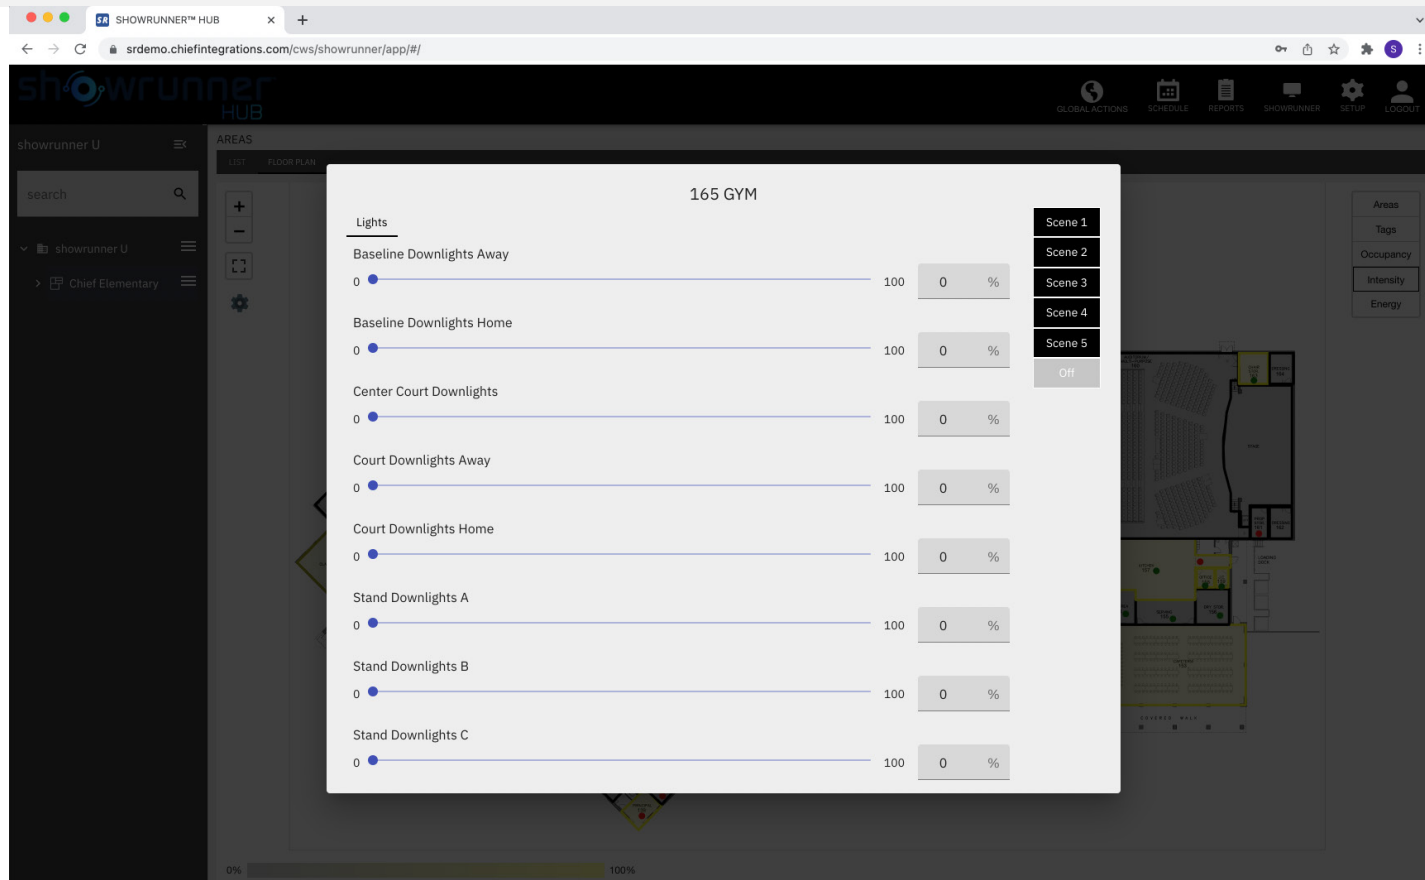 SHOWRUNNER™ HUB
srdemo.chiefintegrations.com/cws/showrunner/app/#/
S
showrunner
HUB
GLOBAL ACTIONS
SCHEDULE
REPORTS
SHOWRUNNER
SETUP
LOGOUT
showrunner U
AREAS
LIST
FLOOR PLAN
search
showrunner U
Chief Elementary
165 GYM
Lights
Baseline Downlights Away
0 100 0 %
Baseline Downlights Home
0 100 0 %
Center Court Downlights
0 100 0 %
Court Downlights Away
0 100 0 %
Court Downlights Home
0 100 0 %
Stand Downlights A
0 100 0 %
Stand Downlights B
0 100 0 %
Stand Downlights C
0 100 0 %
Scene 1
Scene 2
Scene 3
Scene 4
Scene 5
Off
Areas
Tags
Occupancy
Intensity
Energy
COVERED WALK
0% 100%